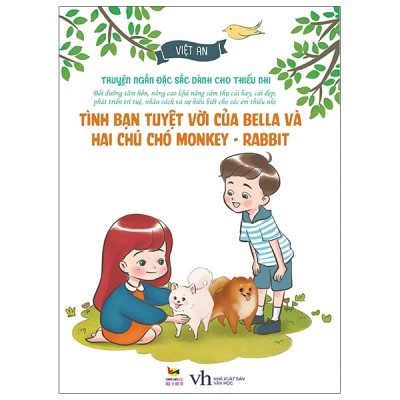 VIỆT AN
TRUYỆN NGẮN ĐẶC SẮC DÀNH CHO THIẾU NHI
Bồi dưỡng tâm hồn, nâng cao khả năng cảm thụ cái hay, cái đẹp,
phát triển trí tuệ, nhân cách và sự hiểu biết cho các em thiếu nhi
TÌNH BẠN TUYỆT VỜI CỦA BELLA VÀ
HAI CHÚ CHÓ MONKEY - RABBIT
vh
NHÀ XUẤT BẢN
VĂN HỌC